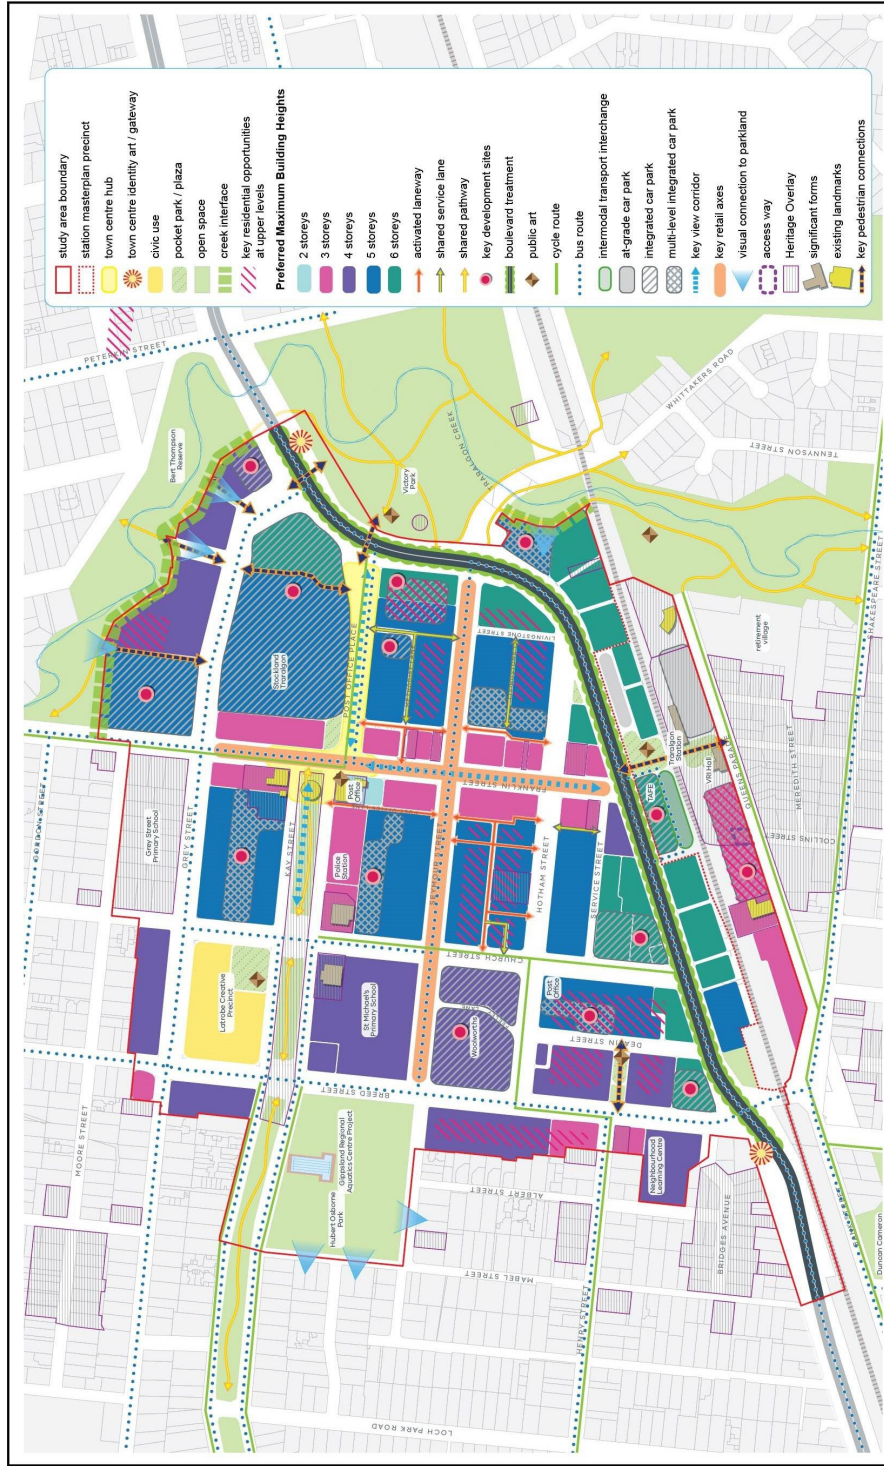 study area boundary
station masterplan precinct
town centre hub
town centre identity art / gateway
civic use
pocket park / plaza
open space
creek interface
key residential opportunities
at upper levels
Preferred Maximum Building Heights
2 storeys
3 storeys
4 storeys
5 storeys
6 storeys
activated laneway
shared service lane
shared pathway
key development sites
boulevard treatment
public art
cycle route
bus route
intermodal transport interchange
at-grade car park
integrated car park
multi-level integrated car park
key view corridor
key retail axes
visual connection to parkland
access way
Heritage Overlay
significant forms
existing landmarks
key pedestrian connections
PETERKIN STREET
Bert Thompson
Reserve
Victory
Park
TRARALGON CREEK
WHITTAKERS ROAD
TENNYSON STREET
SHAKESPEARE STREET
retirement
village
Stockland
Traralgon
POST OFFICE PLACE
LIVINGSTONE STREET
Traralgon
Station
VRI Hall
QUEENS PARADE
MEREDITH STREET
COLLINS STREET
TAFE
GORDON STREET
Grey Street
Primary School
GREY STREET
KAY STREET
Post
Office
FRANKLIN STREET
Police
Station
SEYMOUR STREET
HOTHAM STREET
SERVICE STREET
CHURCH STREET
Latrobe Creative
Precinct
St Michael's
Primary School
Woolworths
Post
Office
DEAKIN STREET
BREED STREET
MOORE STREET
Gippsland Regional
Aquatics Centre Project
Hubert Osborne
Park
ALBERT STREET
Neighbourhood
Learning Centre
BRIDGES AVENUE
MABEL STREET
HENRY STREET
LOCH PARK ROAD
Duncan Cameron